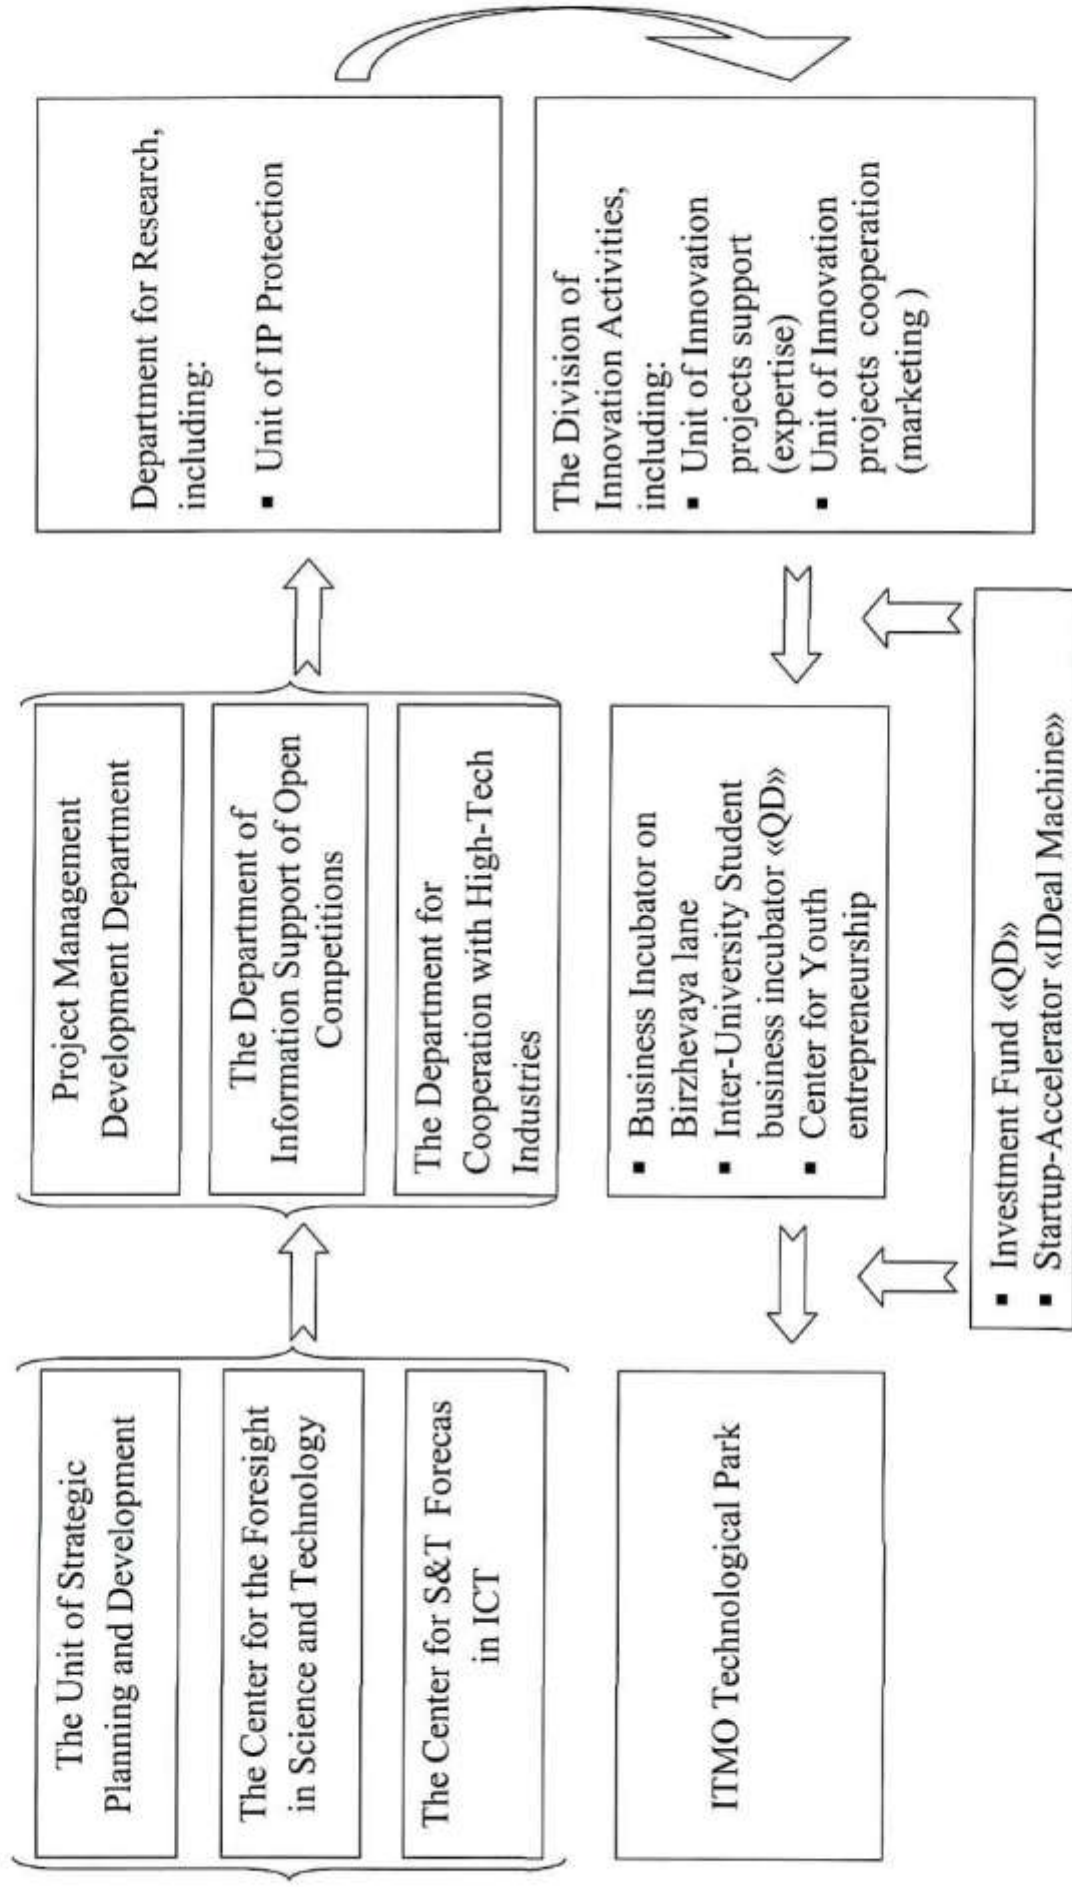 The Unit of Strategic
Planning and Development
The Center for the Foresight
in Science and Technology
The Center for S&T Forecas
in ICT
Project Management
Development Department
The Department of
Information Support of Open
Competitions
The Department for
Cooperation with High-Tech
Industries
Department for Research,
including:
▪ Unit of IP Protection
The Division of
Innovation Activities,
including:
▪ Unit of Innovation
projects support
(expertise)
▪ Unit of Innovation
projects cooperation
(marketing )
▪ Business Incubator on
Birzhevaya lane
▪ Inter-University Student
business incubator «QD»
▪ Center for Youth
entrepreneurship
ITMO Technological Park
▪ Investment Fund «QD»
▪ Startup-Accelerator «IDeal Machine»